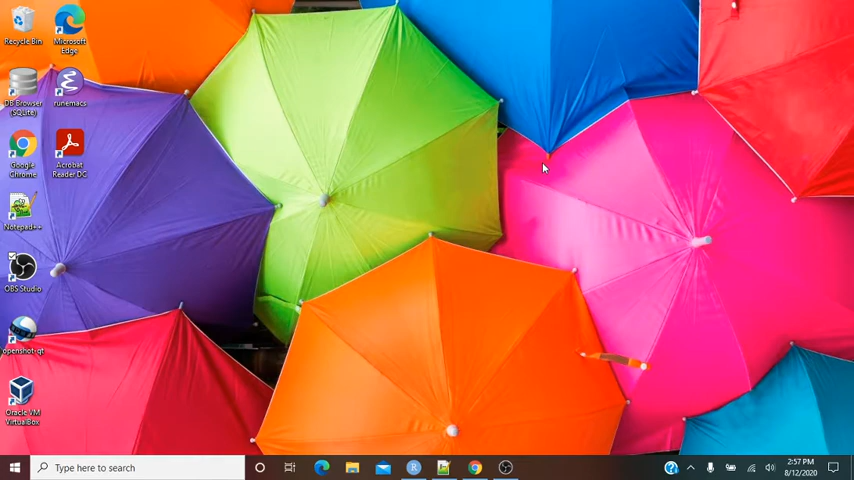 Recycle Bin
Microsoft
Edge
DB Browser
(SQLite)
runemacs
Google
Chrome
Acrobat
Reader DC
Notepad++
OBS Studio
openshot-qt
Oracle VM
VirtualBox
Type here to search
2:57 PM
8/12/2020